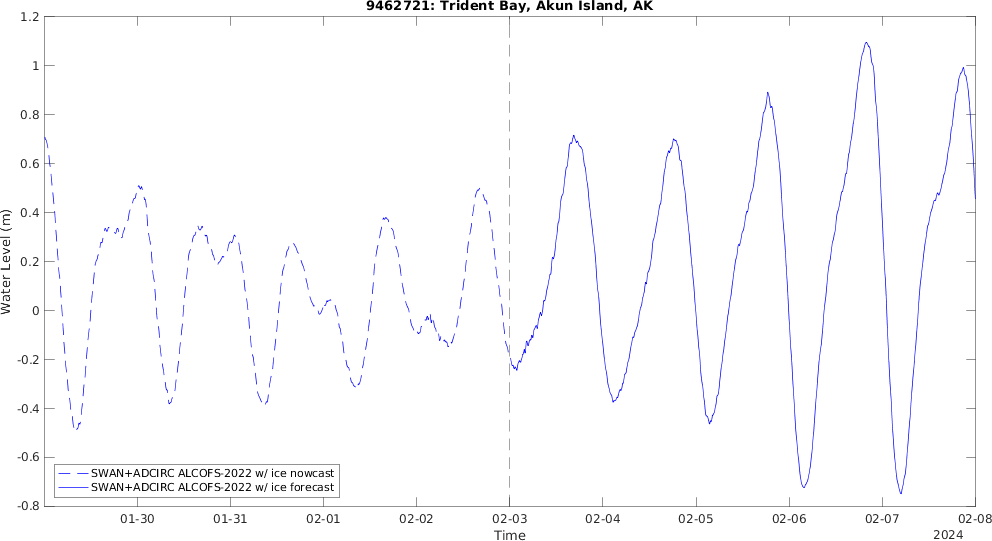 9462721: Trident Bay, Akun Island, AK
1.2
1
0.8
0.6
0.4
0.2
0
-0.2
-0.4
-0.6
-0.8
Water Level (m)
SWAN+ADCIRC ALCOFS-2022 w/ ice nowcast
SWAN+ADCIRC ALCOFS-2022 w/ ice forecast
01-30 01-31 02-01 02-02 02-03 02-04 02-05 02-06 02-07 02-08
Time
2024